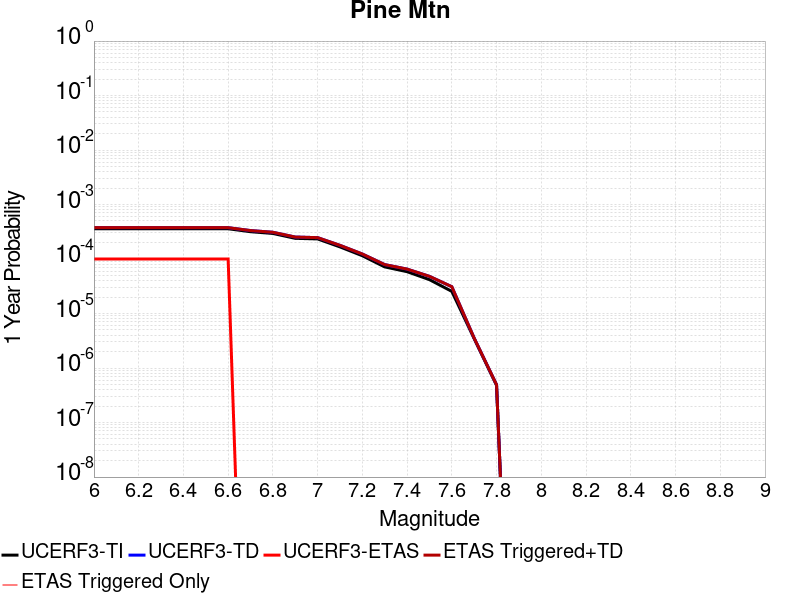 Pine Mtn
10^0
10^-1
10^-2
10^-3
10^-4
10^-5
10^-6
10^-7
10^-8
1 Year Probability
6 6.2 6.4 6.6 6.8 7 7.2 7.4 7.6 7.8 8 8.2 8.4 8.6 8.8 9
Magnitude
UCERF3-TI UCERF3-TD UCERF3-ETAS ETAS Triggered+TD
ETAS Triggered Only